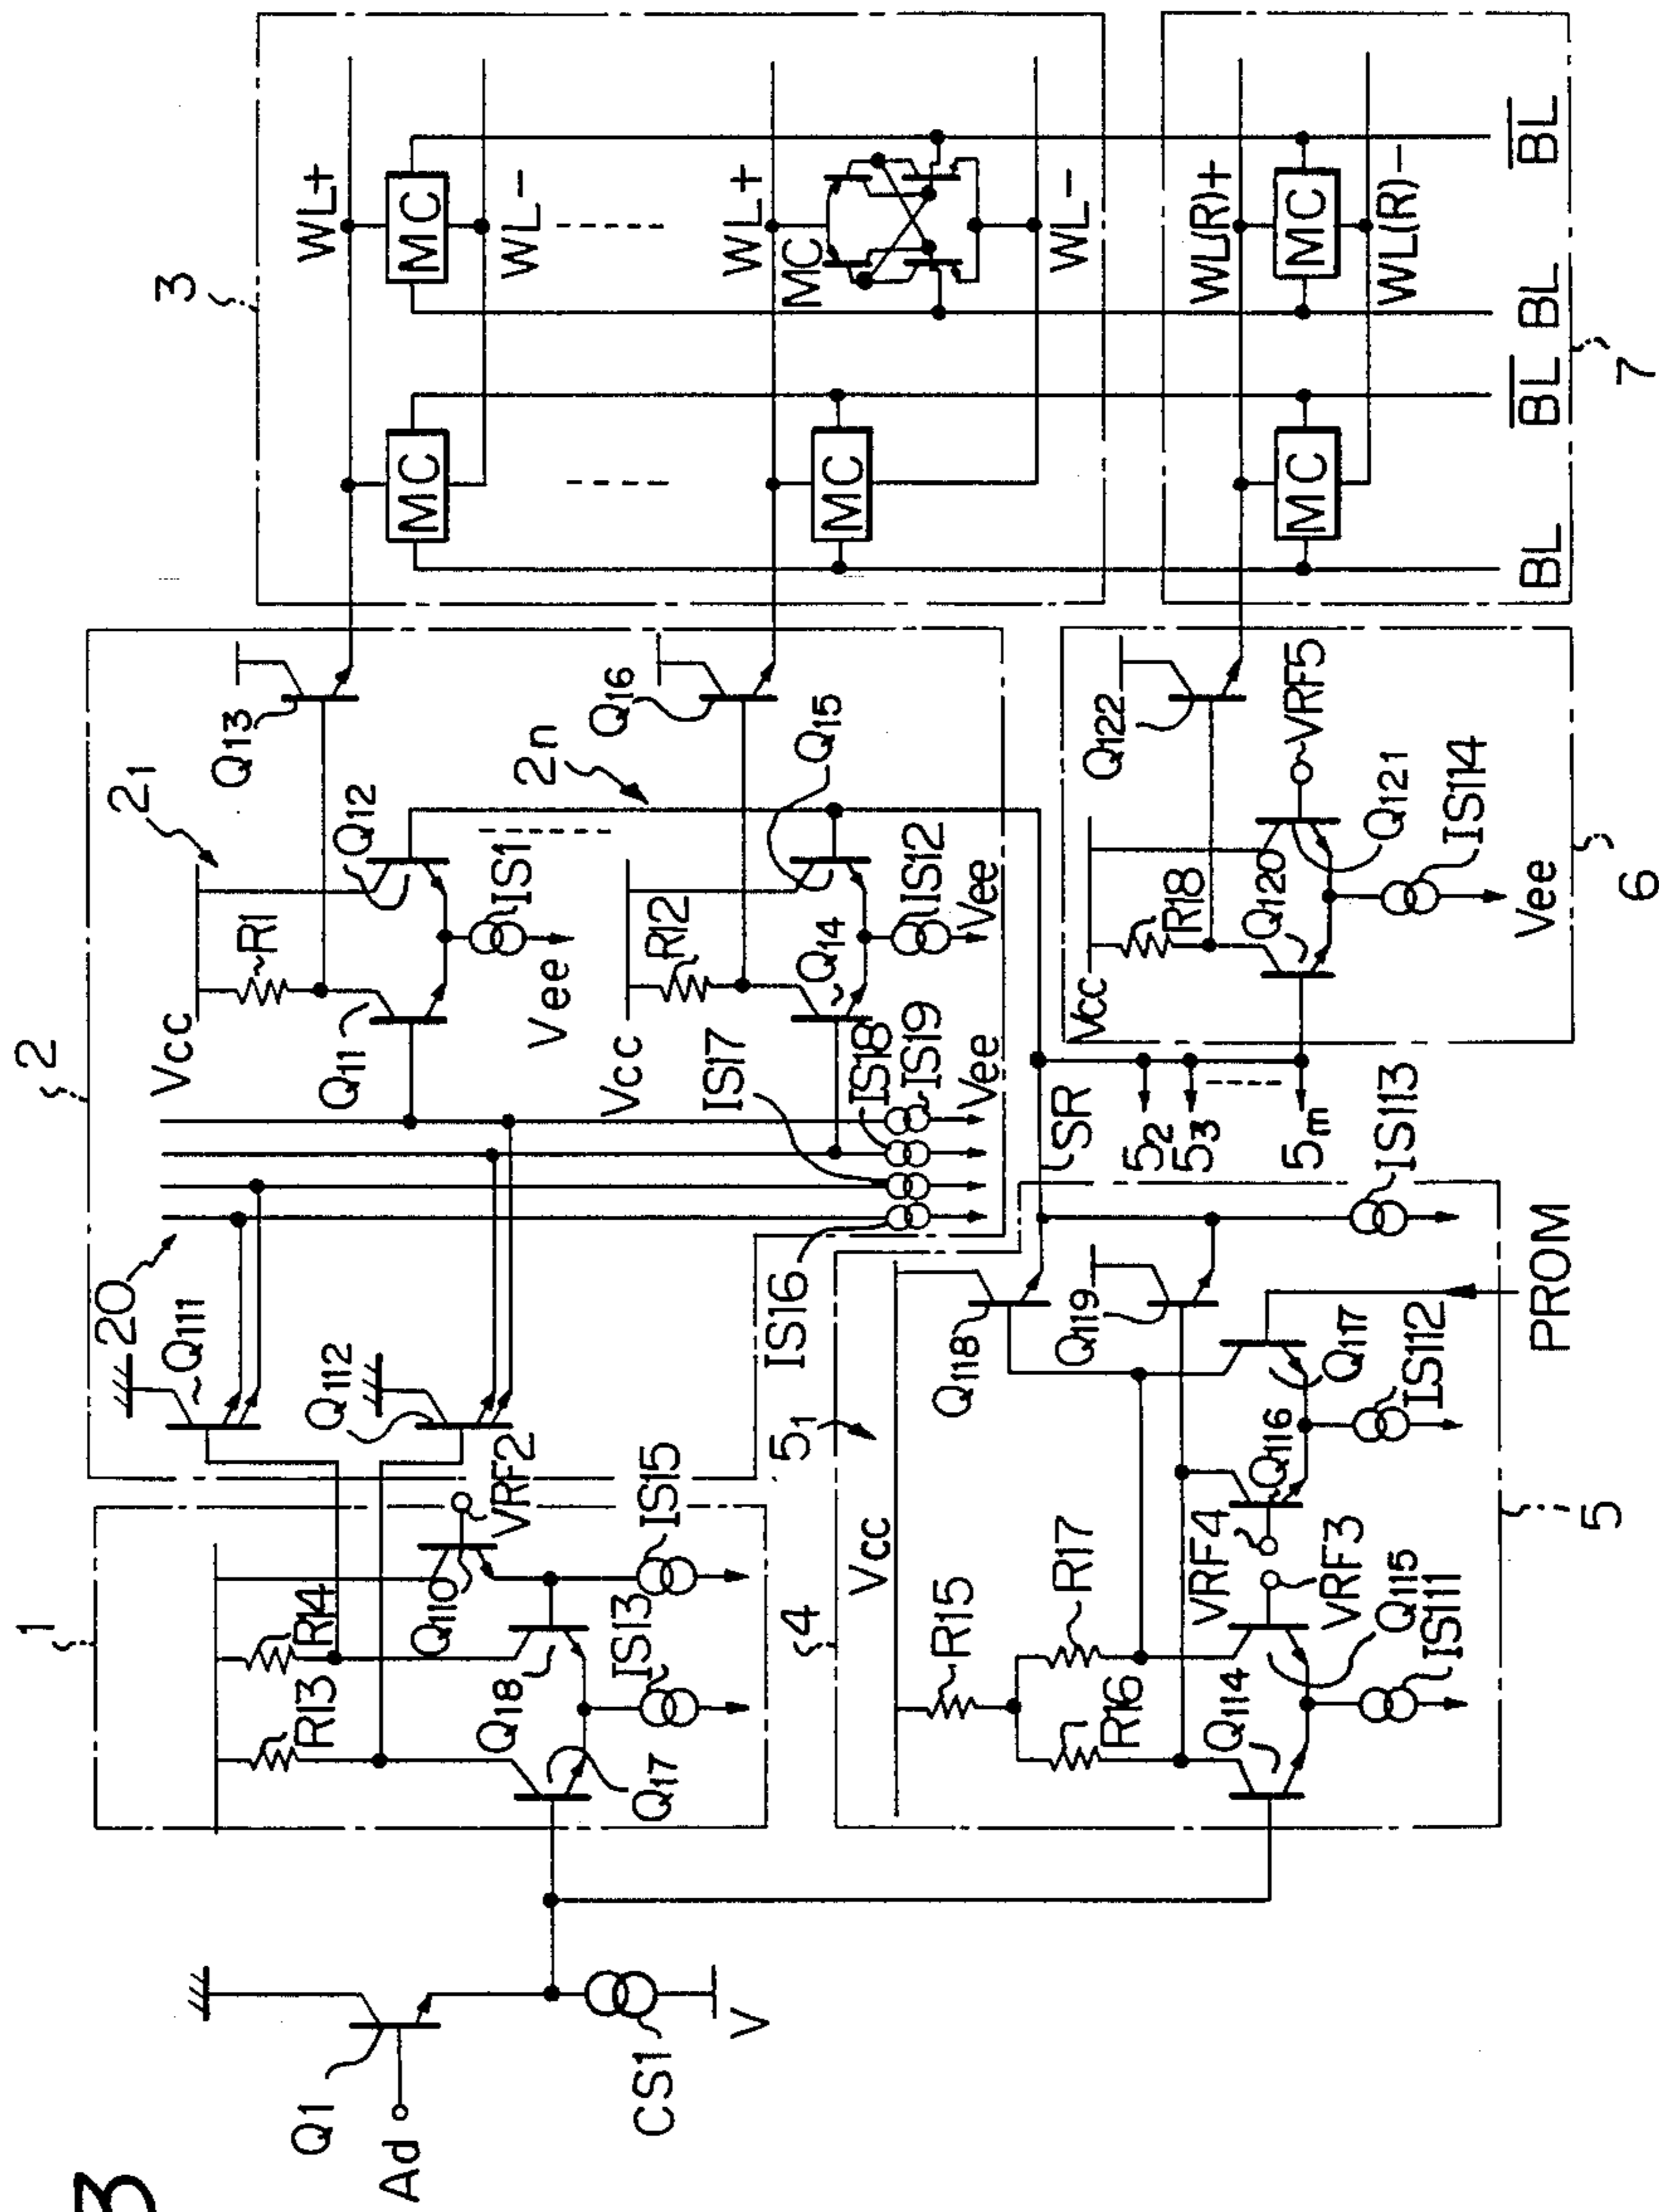 3
Ad
Q1
CS1
V
1
R13
R14
Q17
Q18
Q110
VRF2
IS13
IS15
2
20
Q111
Q112
21
Vcc
R1
Q11
Q12
Q13
IS1
Vee
2n
Vcc
R12
Q14
Q15
Q16
IS12
Vee
IS16
IS17
IS18
IS19
Vee
3
WL+
MC
MC
WL-
WL+
MC
MC
WL-
4
51
Vcc
R15
R16
R17
Q114
Q115
VRF3
VRF4
IS111
Q116
Q117
IS112
Q118
Q119
PROM
IS113
5
SR
52
53
5m
6
Vcc
R18
Q120
Q121
Q122
VRF5
IS114
Vee
7
WL(R)+
MC
MC
WL(R)-
BL
B̅L̅
BL
B̅L̅